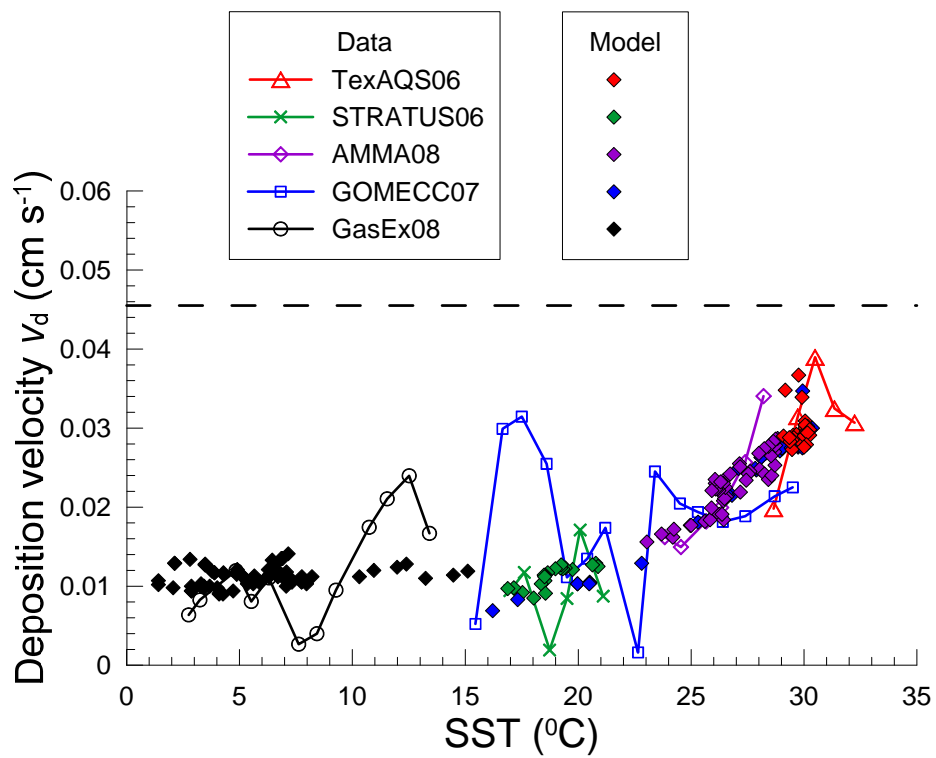 Data
TexAQS06
STRATUS06
AMMA08
GOMECC07
GasEx08
Model
Deposition velocity v_d (cm s⁻¹)
0.06
0.05
0.04
0.03
0.02
0.01
0
0 5 10 15 20 25 30 35
SST (⁰C)